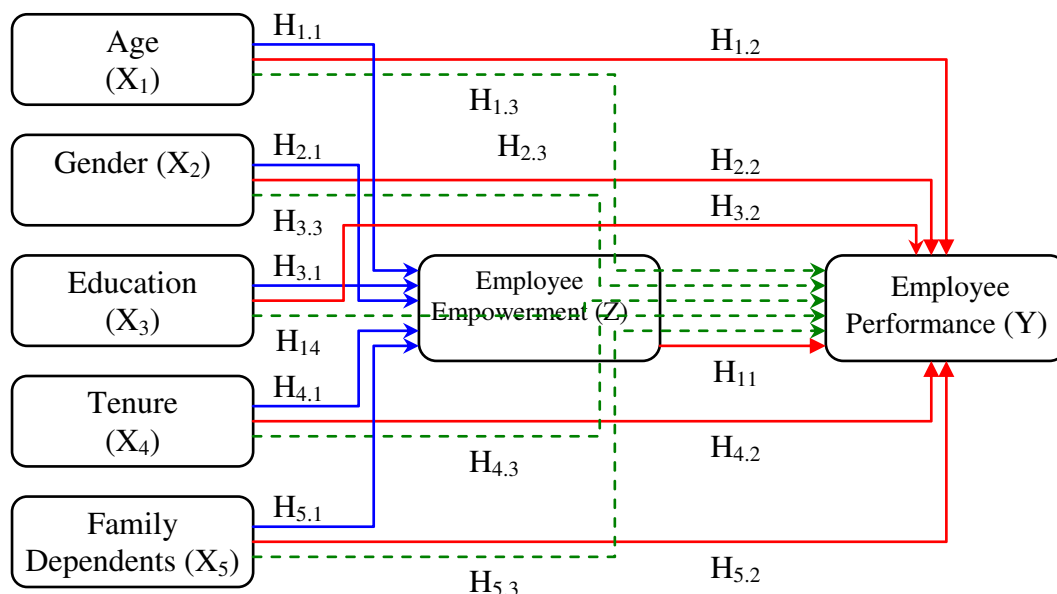 Age
(X₁)
H₁.₁
H₁.₂
H₁.₃
Gender (X₂)
H₂.₁
H₂.₃
H₂.₂
H₃.₃
H₃.₂
Education
(X₃)
H₃.₁
Employee
Empowerment (Z)
Employee
Performance (Y)
H₁₄
H₁₁
Tenure
(X₄)
H₄.₁
H₄.₃
H₄.₂
Family
Dependents (X₅)
H₅.₁
H₅.₃
H₅.₂